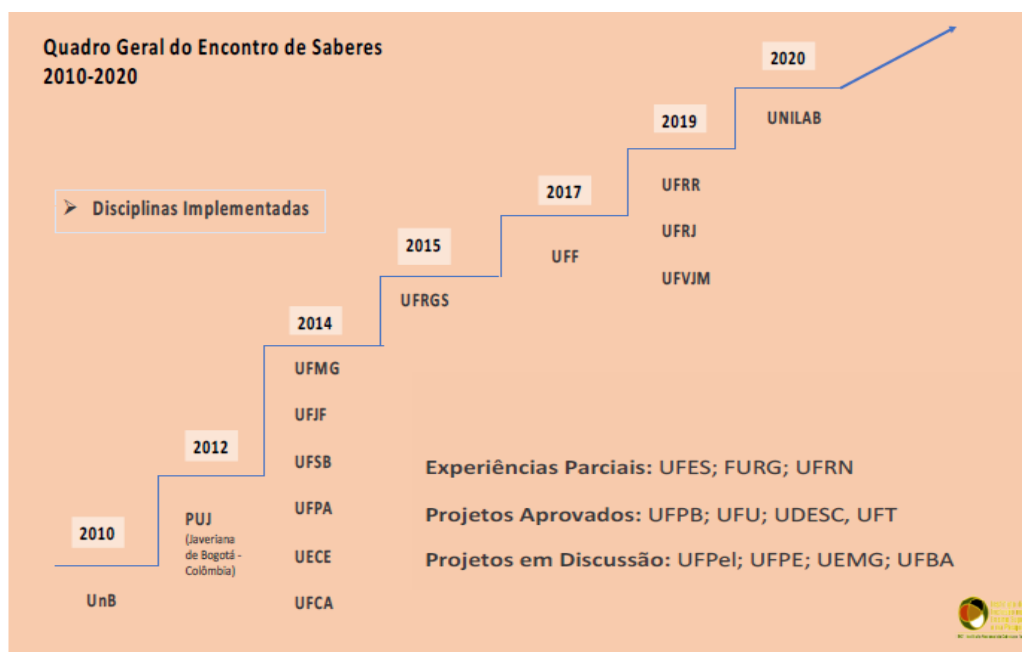 Quadro Geral do Encontro de Saberes
2010-2020
➢ Disciplinas Implementadas
2010
UnB
2012
PUJ
(Javeriana
de Bogotá -
Colômbia)
2014
UFMG
UFJF
UFSB
UFPA
UECE
UFCA
2015
UFRGS
2017
UFF
2019
UFRR
UFRJ
UFVJM
2020
UNILAB
Experiências Parciais: UFES; FURG; UFRN
Projetos Aprovados: UFPB; UFU; UDESC, UFT
Projetos em Discussão: UFPel; UFPE; UEMG; UFBA